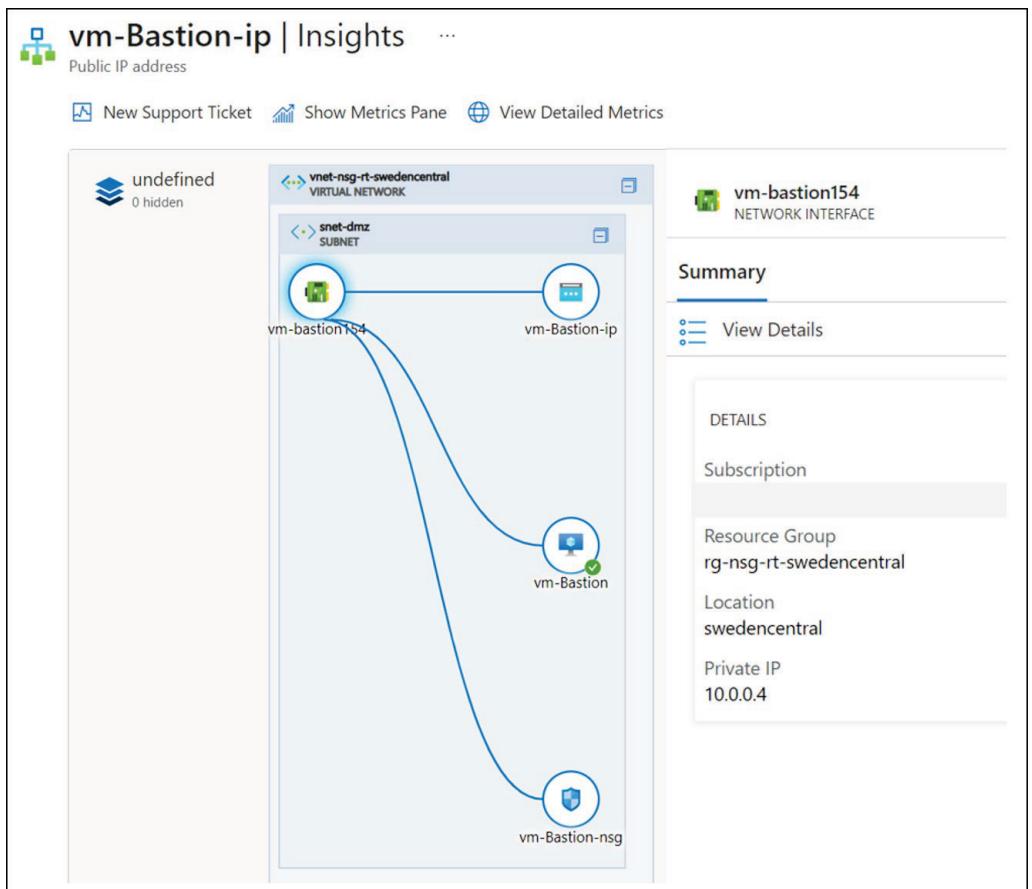 vm-Bastion-ip | Insights ...
Public IP address
New Support Ticket Show Metrics Pane View Detailed Metrics
undefined
0 hidden
vnet-nsg-rt-swedencentral
VIRTUAL NETWORK
snet-dmz
SUBNET
vm-bastion154
vm-Bastion-ip
vm-Bastion
vm-Bastion-nsg
vm-bastion154
NETWORK INTERFACE
Summary
View Details
DETAILS
Subscription
Resource Group
rg-nsg-rt-swedencentral
Location
swedencentral
Private IP
10.0.0.4